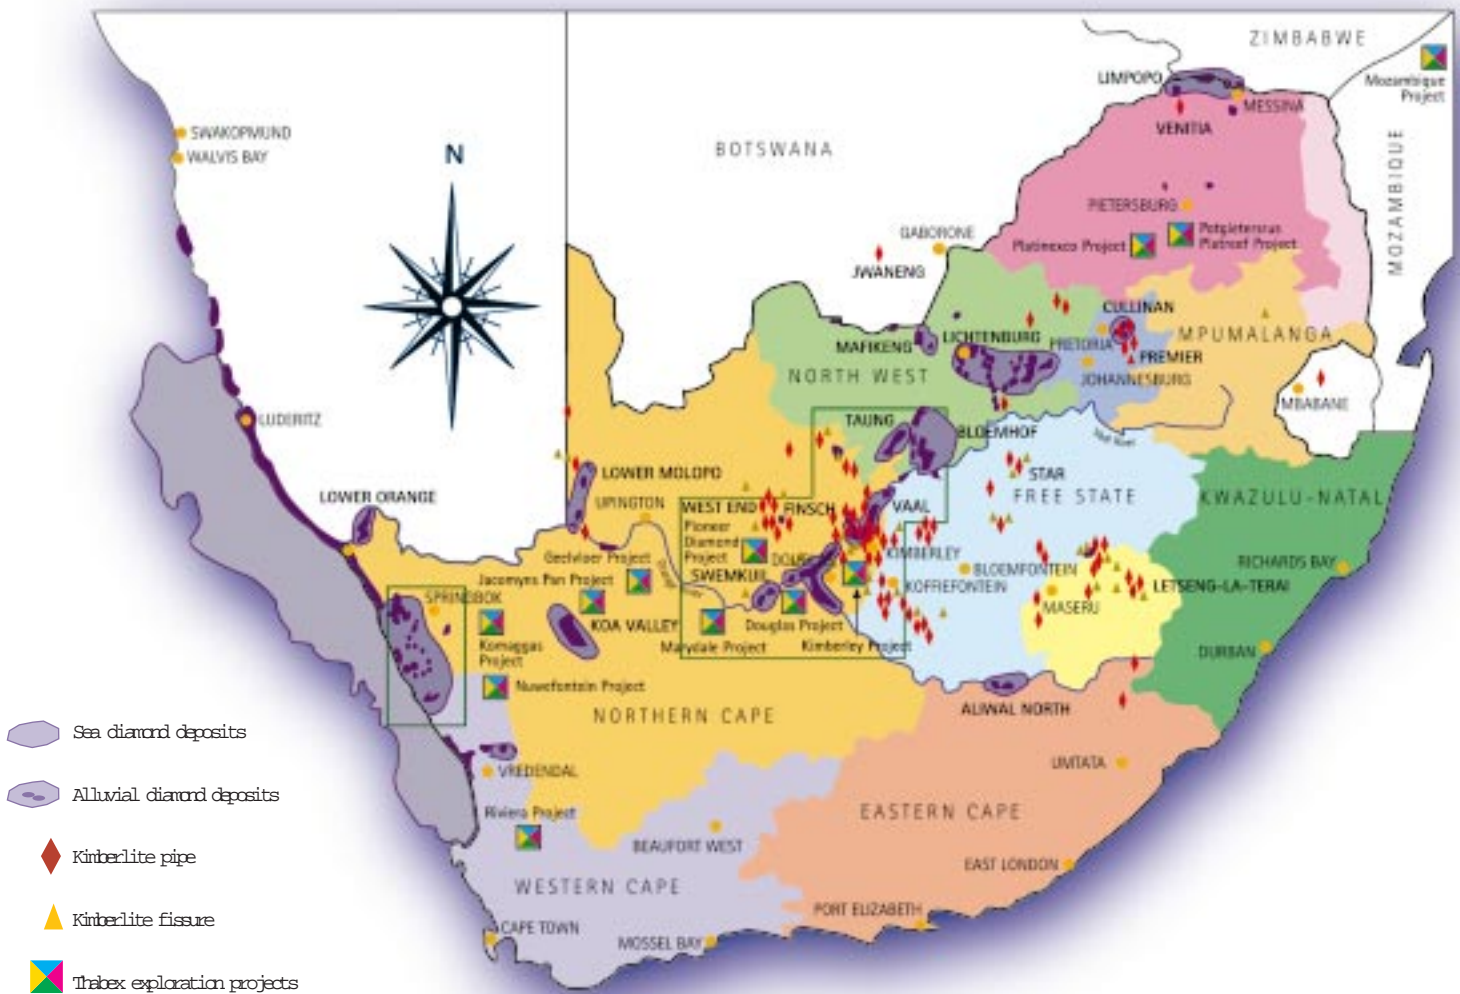 ZIMBABWE
LIMPOPO
Mozambique
Project
MESSINA
VENITIA
SWAKOPMUND
WALVIS BAY
N
BOTSWANA
MOZAMBIQUE
PIETERSBURG
GABORONE
Platinexco Project
Potgietersrus
Platreef Project
JWANENG
CULLINAN
MAFIKENG
LICHTENBURG
PRETORIA
MPUMALANGA
PREMIER
NORTH WEST
JOHANNESBURG
MBABANE
LUDERITZ
TAUNG
BLOEMHOF
Vaal River
LOWER MOLOPO
STAR
LOWER ORANGE
UPINGTON
WEST END
FINSCH
VAAL
FREE STATE
KWAZULU-NATAL
Pioneer
Diamond
Project
Geelvloer Project
KIMBERLEY
RICHARDS BAY
Jacomyns Pan Project
SWEMKUIL
BLOEMFONTEIN
KOFFIEFONTEIN
LETSENG-LA-TERAI
SPRINGBOK
MASERU
KOA VALLEY
Douglas Project
Komaggas
Project
Marydale Project
Kimberley Project
DURBAN
Nuwefontein Project
NORTHERN CAPE
ALIWAL NORTH
Sea diamond deposits
VREDENDAL
UMTATA
Alluvial diamond deposits
Riviera Project
EASTERN CAPE
BEAUFORT WEST
Kimberlite pipe
EAST LONDON
WESTERN CAPE
PORT ELIZABETH
Kimberlite fissure
CAPE TOWN
MOSSEL BAY
Thabex exploration projects